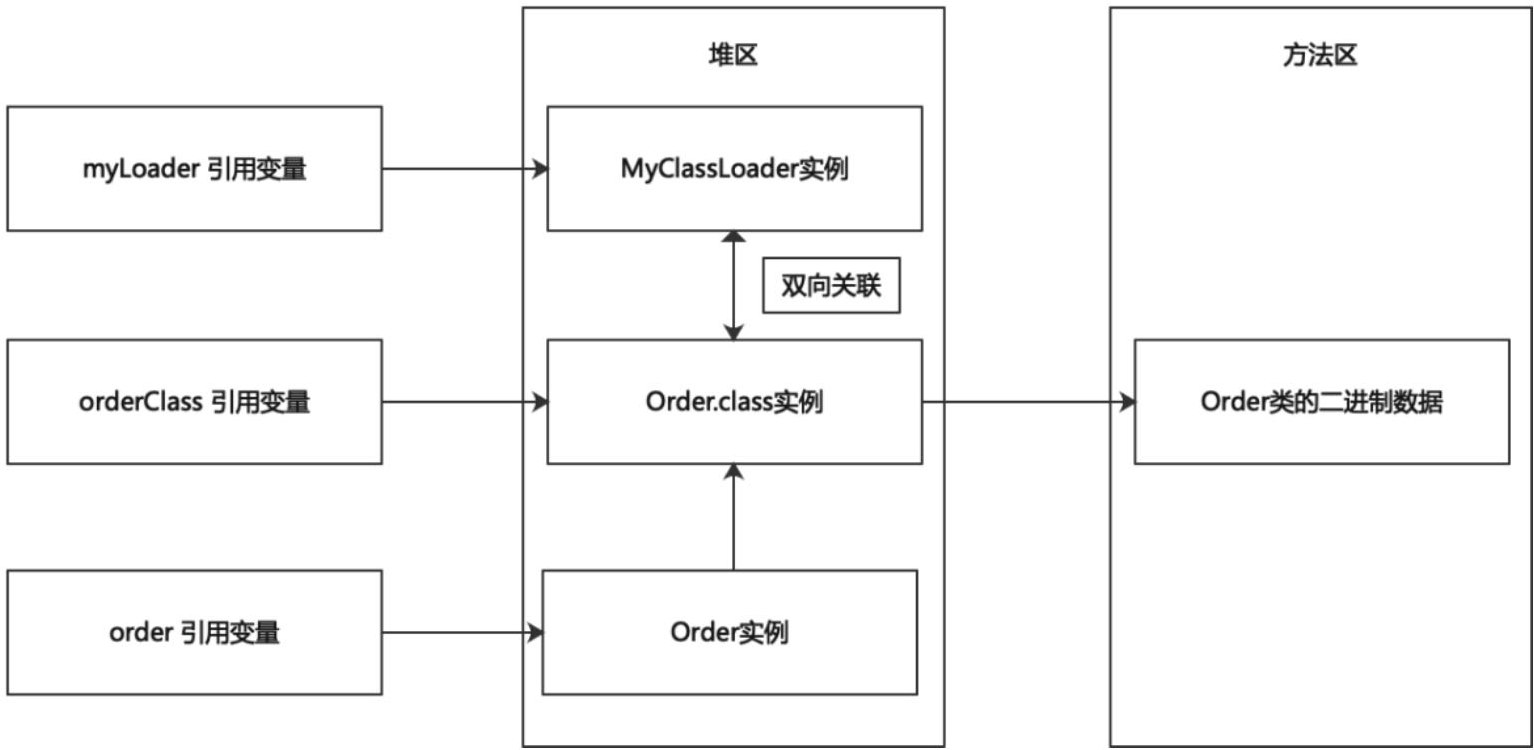 堆区
方法区
myLoader 引用变量
MyClassLoader实例
双向关联
orderClass 引用变量
Order.class实例
Order类的二进制数据
order 引用变量
Order实例